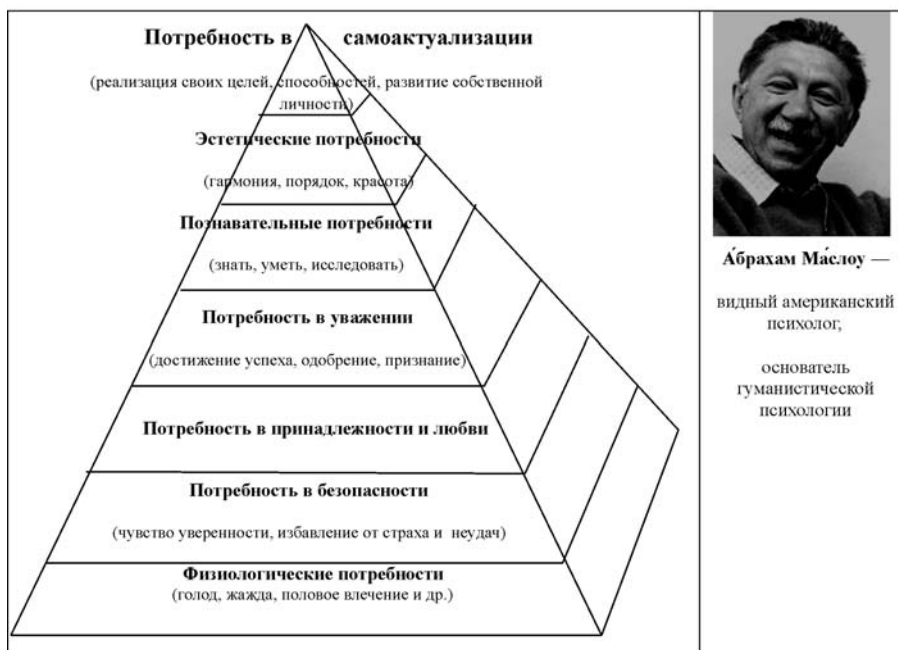 Потребность в самоактуализации
(реализация своих целей, способностей, развитие собственной
личности)
Эстетические потребности
(гармония, порядок, красота)
Познавательные потребности
(знать, уметь, исследовать)
Потребность в уважении
(достижение успеха, одобрение, признание)
Потребность в принадлежности и любви
Потребность в безопасности
(чувство уверенности, избавление от страха и неудач)
Физиологические потребности
(голод, жажда, половое влечение и др.)
А́брахам Ма́слоу —
видный американский
психолог,
основатель
гуманистической
психологии